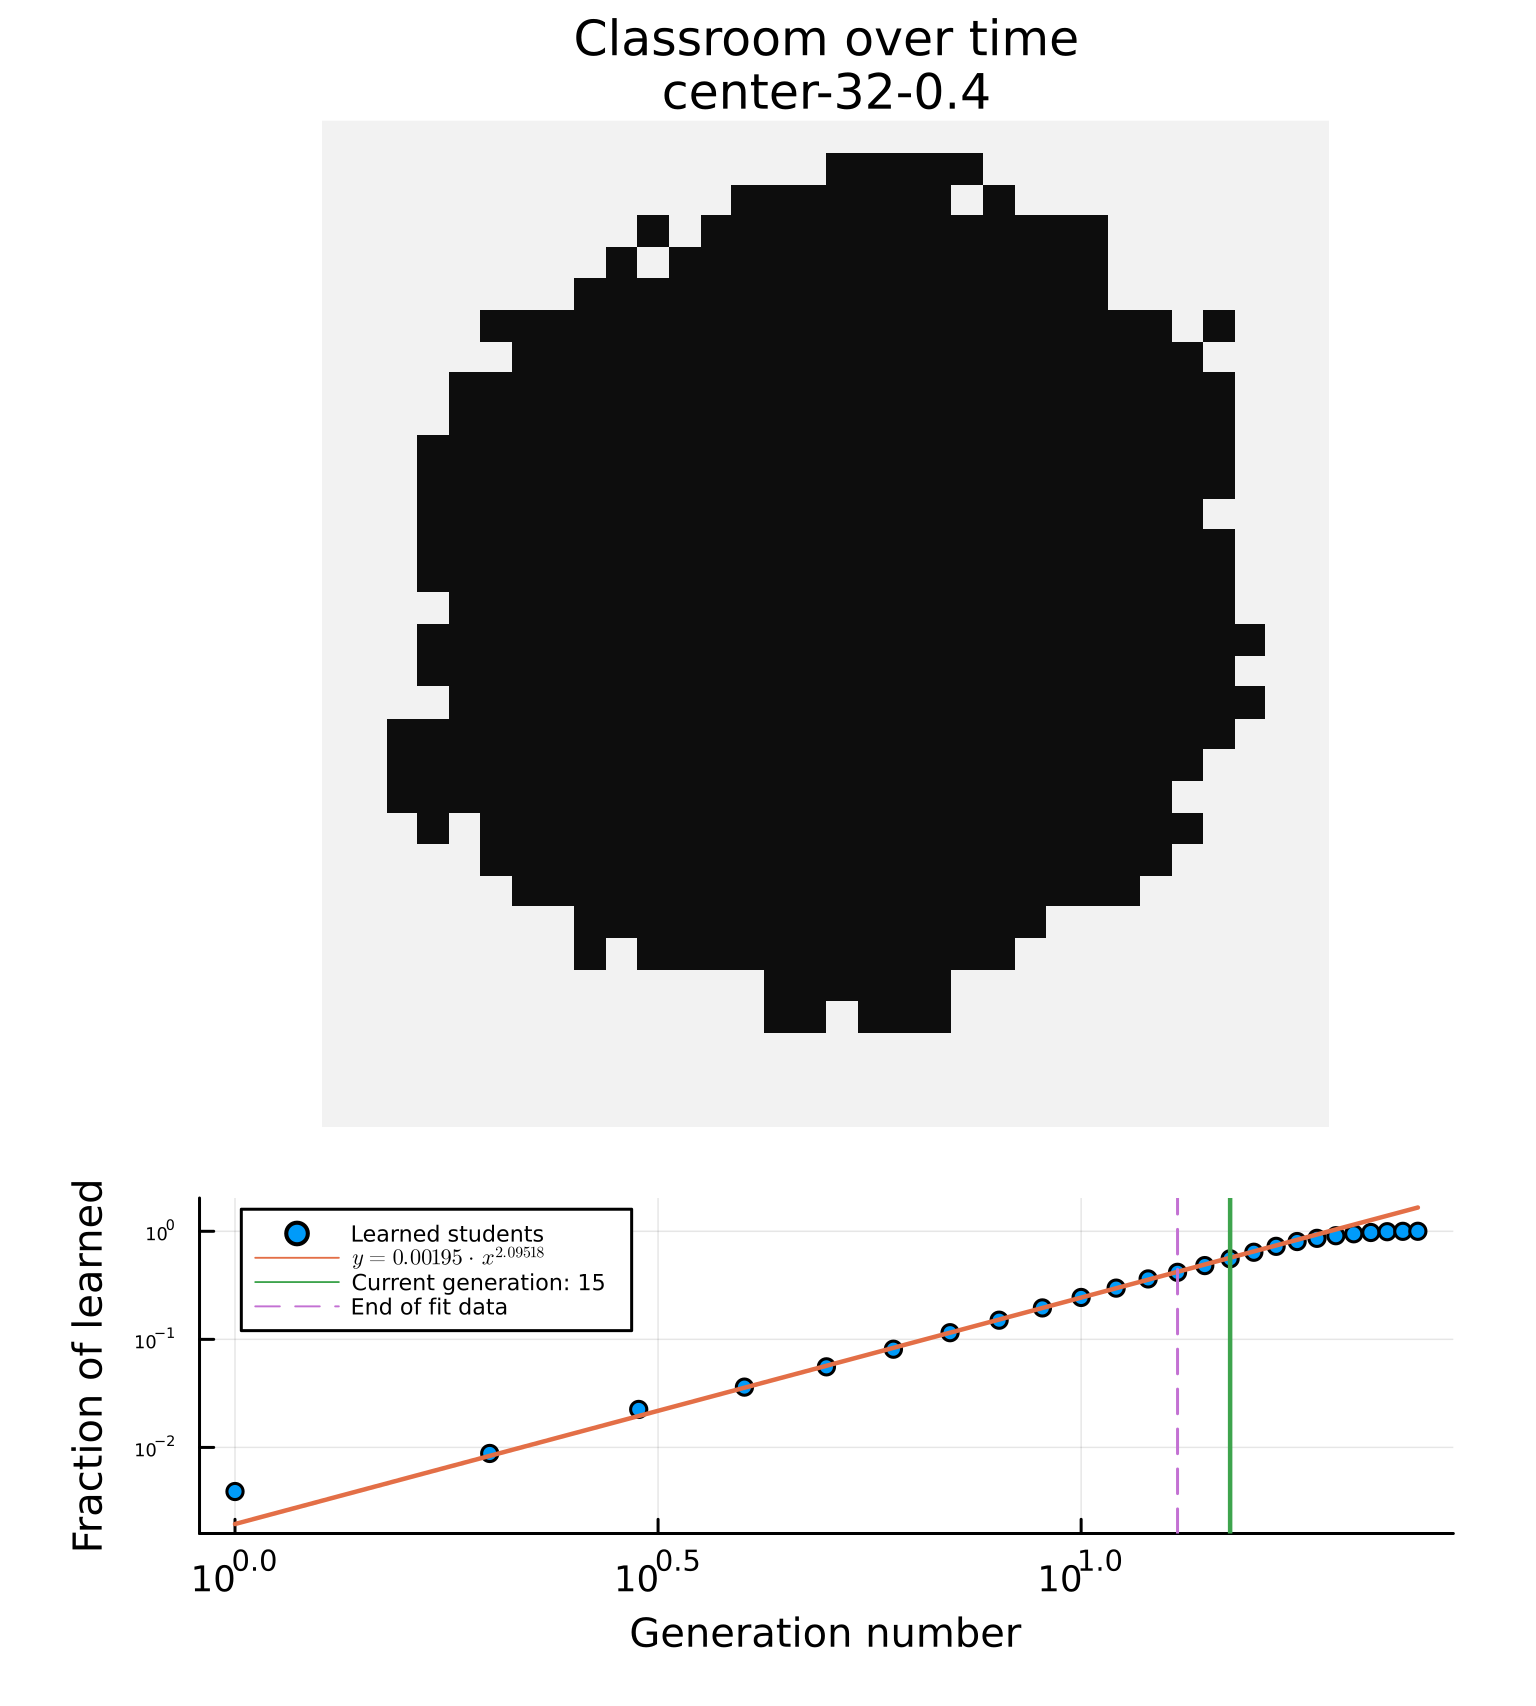 Classroom over time
center-32-0.4
Fraction of learned
10⁰
10⁻¹
10⁻²
Learned students
y = 0.00195 · x^2.09518
Current generation: 15
End of fit data
10^0.0
10^0.5
10^1.0
Generation number